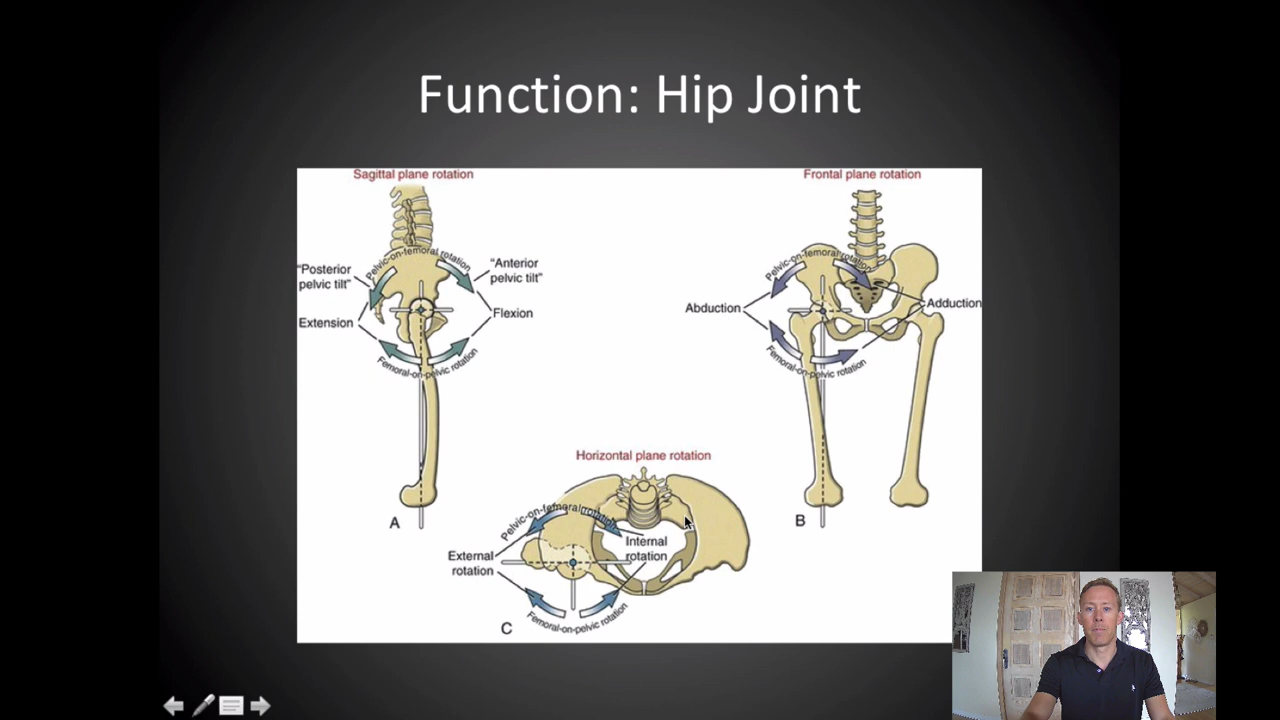 Function: Hip Joint
Sagittal plane rotation
Pelvic-on-femoral rotation
"Posterior
pelvic tilt"
"Anterior
pelvic tilt"
Extension
Flexion
Femoral-on-pelvic rotation
A
Frontal plane rotation
Pelvic-on-femoral rotation
Abduction
Adduction
Femoral-on-pelvic rotation
B
Horizontal plane rotation
Pelvic-on-femoral rotation
External
rotation
Internal
rotation
Femoral-on-pelvic rotation
C